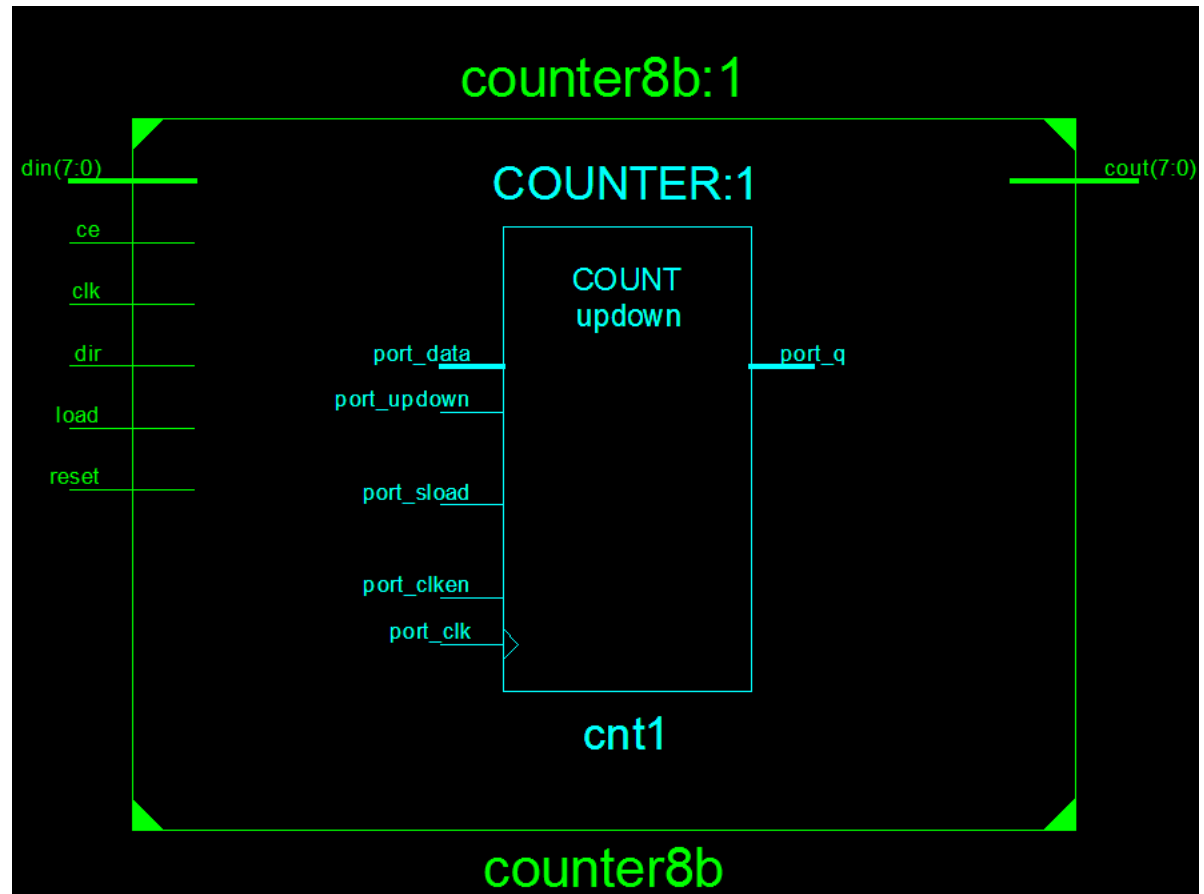 counter8b:1
din(7:0)
cout(7:0)
COUNTER:1
ce
COUNT
clk
updown
dir
port_data
port_q
port_updown
load
reset
port_sload
port_clken
port_clk
cnt1
counter8b